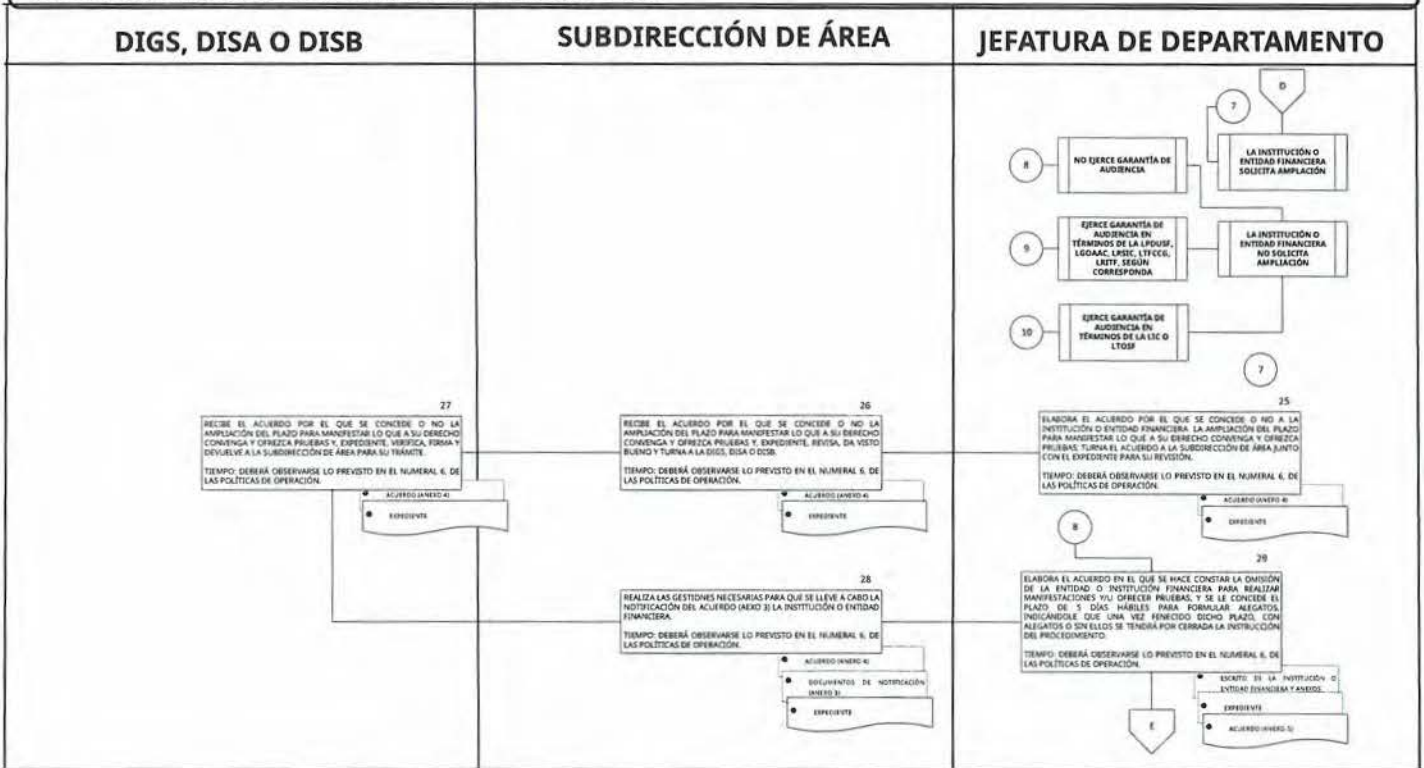 DIGS, DISA O DISB
SUBDIRECCIÓN DE ÁREA
JEFATURA DE DEPARTAMENTO
D
7
8
NO EJERCE GARANTÍA DE
AUDIENCIA
LA INSTITUCIÓN O
ENTIDAD FINANCIERA
SOLICITA AMPLACIÓN
9
EJERCE GARANTÍA DE
AUDIENCIA EN
TÉRMINOS DE LA LPDUSF,
LGOAAC, LRSIC, LTFCCG,
LRITF, SEGÚN
CORRESPONDA
LA INSTITUCIÓN O
ENTIDAD FINANCIERA
NO SOLICITA
AMPLIACIÓN
10
EJERCE GARANTÍA DE
AUDIENCIA EN
TÉRMINOS DE LA LIC O
LTOSF
7
27
RECIBE EL ACUERDO POR EL QUE SE CONCEDE O NO LA
AMPLIACIÓN DEL PLAZO PARA MANIFESTAR LO QUE A SU DERECHO
CONVENGA Y OFREZCA PRUEBAS Y, EXPEDIENTE, VERIFICA, FIRMA Y
DEVUELVE A LA SUBDIRECCIÓN DE ÁREA PARA SU TRÁMITE.
TIEMPO: DEBERÁ OBSERVARSE LO PREVISTO EN EL NUMERAL 6, DE
LAS POLÍTICAS DE OPERACIÓN.
ACUERDO (ANEXO 4)
EXPEDIENTE
26
RECIBE EL ACUERDO POR EL QUE SE CONCEDE O NO LA
AMPLIACIÓN DEL PLAZO PARA MANIFESTAR LO QUE A SU DERECHO
CONVENGA Y OFREZCA PRUEBAS Y, EXPEDIENTE, REVISA, DA VISTO
BUENO Y TURNA A LA DIGS, DISA O DISB.
TIEMPO: DEBERÁ OBSERVARSE LO PREVISTO EN EL NUMERAL 6, DE
LAS POLÍTICAS DE OPERACIÓN.
ACUERDO (ANEXO 4)
EXPEDIENTE
25
ELABORA EL ACUERDO POR EL QUE SE CONCEDE O NO A LA
INSTITUCIÓN O ENTIDAD FINANCIERA LA AMPLIACIÓN DEL PLAZO
PARA MANIFESTAR LO QUE A SU DERECHO CONVENGA Y OFREZCA
PRUEBAS; TURNA EL ACUERDO A LA SUBDIRECCIÓN DE ÁREA JUNTO
CON EL EXPEDIENTE PARA SU REVISIÓN.
TIEMPO: DEBERÁ OBSERVARSE LO PREVISTO EN EL NUMERAL 6, DE
LAS POLÍTICAS DE OPERACIÓN.
ACUERDO (ANEXO 4)
EXPEDIENTE
8
28
REALIZA LAS GESTIONES NECESARIAS PARA QUE SE LLEVE A CABO LA
NOTIFICACIÓN DEL ACUERDO (AEXO 3) LA INSTITUCIÓN O ENTIDAD
FINANCIERA.
TIEMPO: DEBERÁ OBSERVARSE LO PREVISTO EN EL NUMERAL 6, DE
LAS POLÍTICAS DE OPERACIÓN.
ACUERDO (ANEXO 4)
DOCUMENTOS DE NOTIFICACIÓN
(ANEXO 3)
EXPEDIENTE
29
ELABORA EL ACUERDO EN EL QUE SE HACE CONSTAR LA OMISIÓN
DE LA ENTIDAD O INSTITUCIÓN FINANCIERA PARA REALIZAR
MANIFESTACIONES Y/U OFRECER PRUEBAS, Y SE LE CONCEDE EL
PLAZO DE 5 DÍAS HÁBILES PARA FORMULAR ALEGATOS,
INDICÁNDOLE QUE UNA VEZ FENECIDO DICHO PLAZO, CON
ALEGATOS O SIN ELLOS SE TENDRÁ POR CERRADA LA INSTRUCCIÓN
DEL PROCEDIMIENTO.
TIEMPO: DEBERÁ OBSERVARSE LO PREVISTO EN EL NUMERAL 6, DE
LAS POLÍTICAS DE OPERACIÓN.
ESCRITO DE LA INSTITUCIÓN O
ENTIDAD FINANCIERA Y ANEXOS
EXPEDIENTE
ACUERDO (ANEXO 5)
E